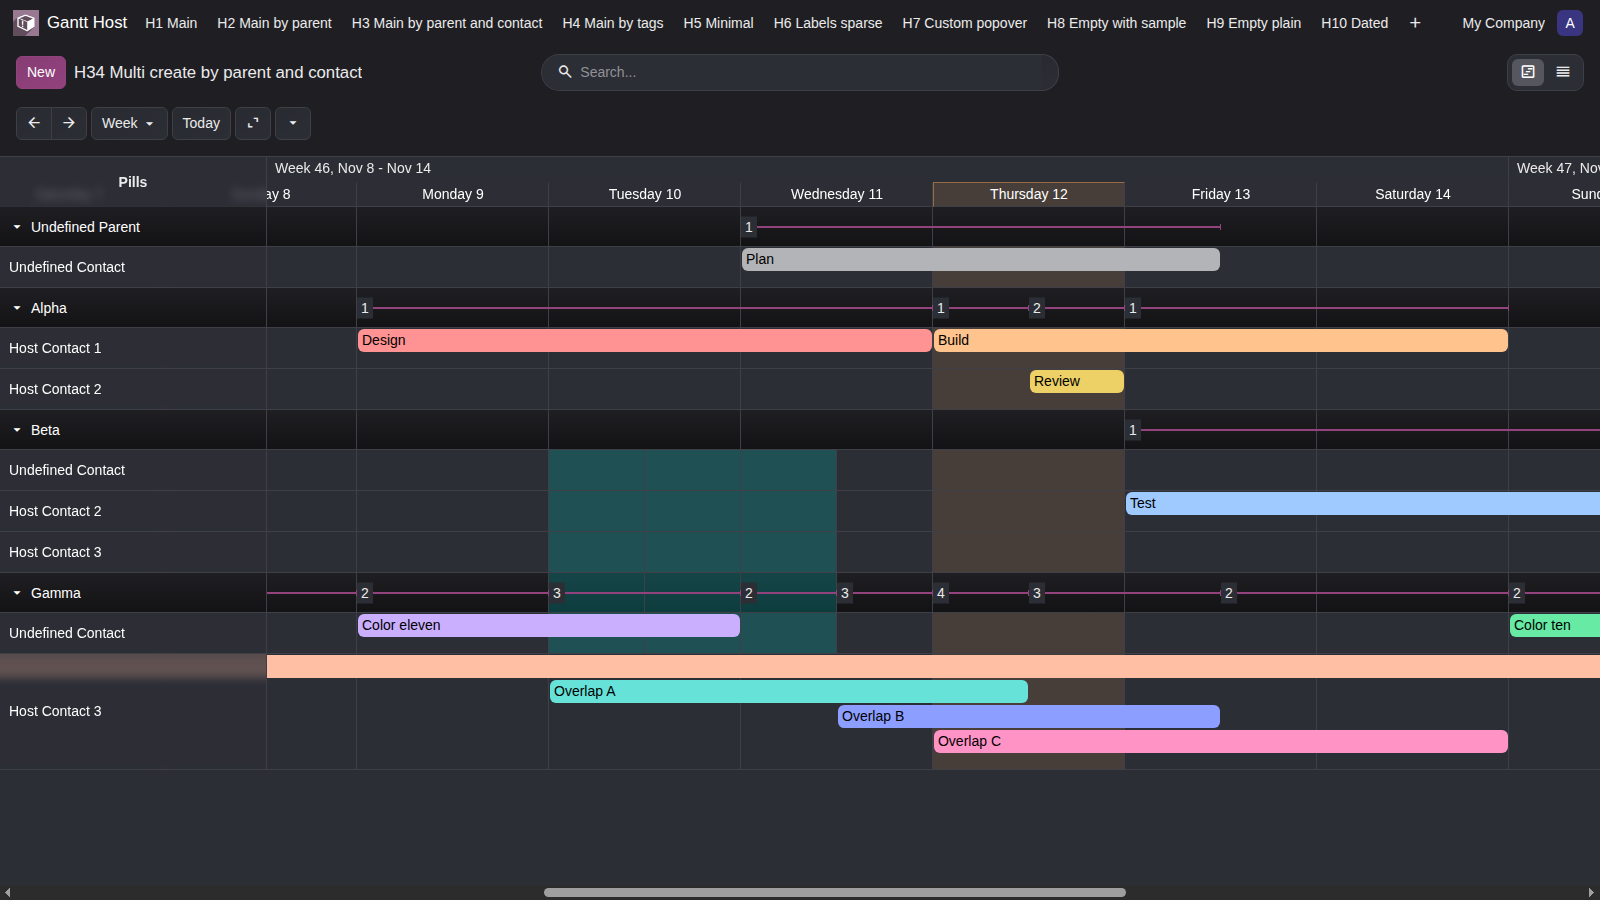 Gantt Host H1 Main H2 Main by parent H3 Main by parent and contact H4 Main by tags H5 Minimal H6 Labels sparse H7 Custom popover H8 Empty with sample H9 Empty plain H10 Dated + My Company A
New H34 Multi create by parent and contact Search...
Week Today
Week 46, Nov 8 - Nov 14 Week 47, Nov
Pills
ay 8 Monday 9 Tuesday 10 Wednesday 11 Thursday 12 Friday 13 Saturday 14 Sund
Undefined Parent 1
Undefined Contact Plan
Alpha 1 1 2 1
Host Contact 1 Design Build
Host Contact 2 Review
Beta 1
Undefined Contact
Host Contact 2 Test
Host Contact 3
Gamma 2 3 2 3 4 3 2 2
Undefined Contact Color eleven Color ten
Overlap A
Host Contact 3 Overlap B
Overlap C